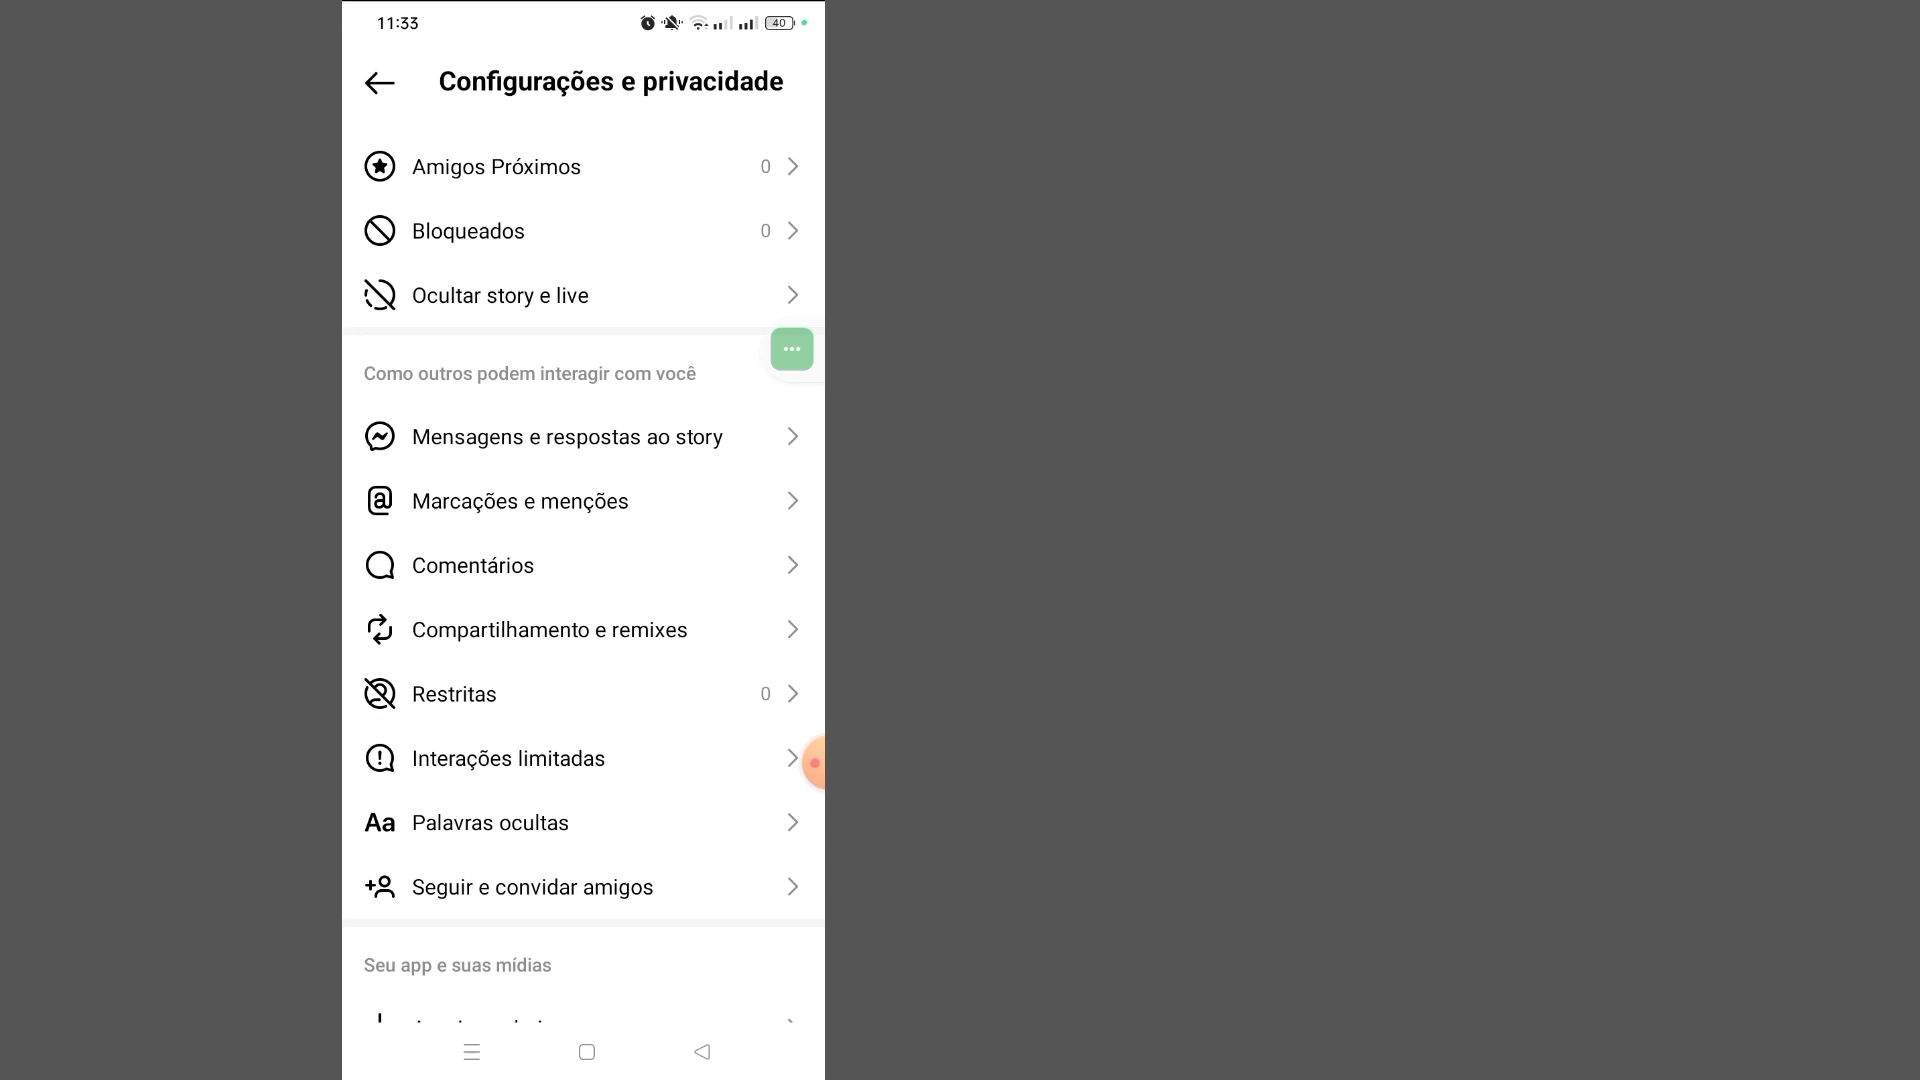 11:33
40
Configurações e privacidade
Amigos Próximos 0
Bloqueados 0
Ocultar story e live
Como outros podem interagir com você
Mensagens e respostas ao story
Marcações e menções
Comentários
Compartilhamento e remixes
Restritas 0
Interações limitadas
Aa Palavras ocultas
Seguir e convidar amigos
Seu app e suas mídias